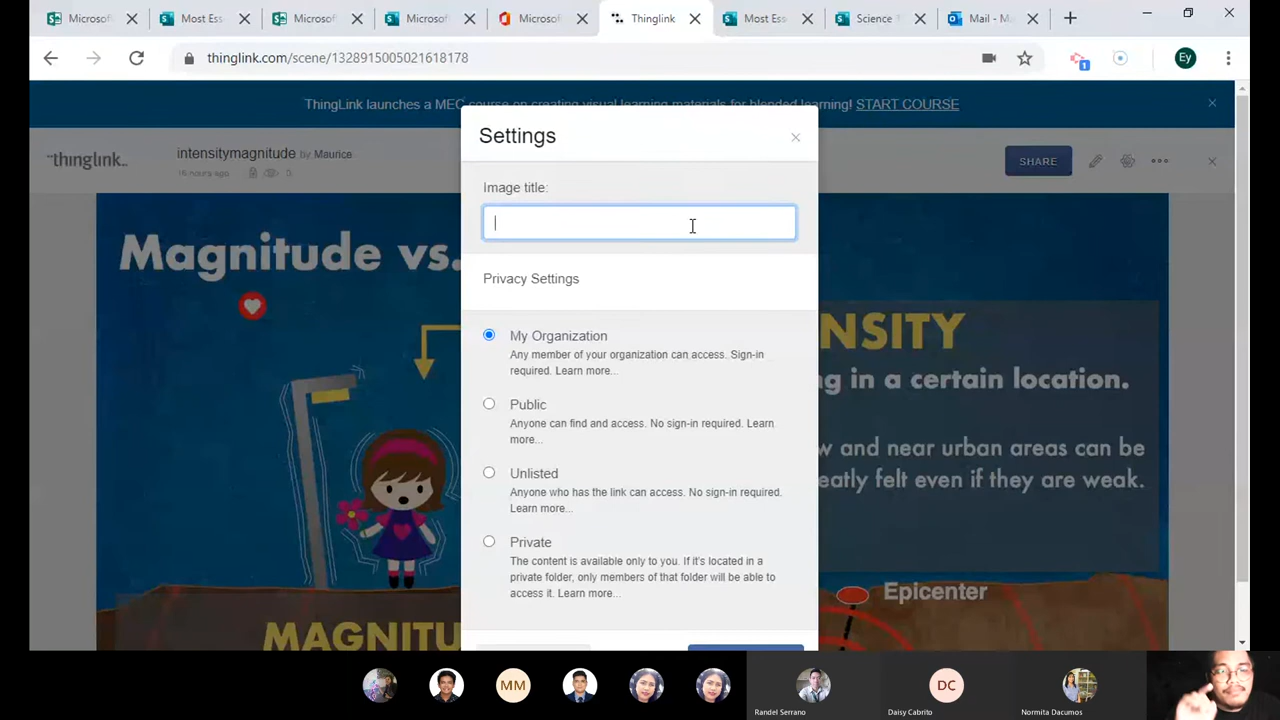 Microsof
Most Ess
Microsof
Microsof
Microsof
Thinglink
Most Ess
Science T
Mail - M
thinglink.com/scene/1328915005021618178
1
Ey
ThingLink launches a MEC course on creating visual learning materials for blended learning! START COURSE
thinglink..
intensitymagnitude by Maurice
16 hours ago 0
SHARE
Settings
Image title:
Privacy Settings
My Organization
Any member of your organization can access. Sign-in
required. Learn more...
Public
Anyone can find and access. No sign-in required. Learn
more...
Unlisted
Anyone who has the link can access. No sign-in required.
Learn more...
Private
The content is available only to you. If it's located in a
private folder, only members of that folder will be able to
access it. Learn more...
Magnitude vs.
NSITY
ng in a certain location.
w and near urban areas can be
eatly felt even if they are weak.
Epicenter
MAGNITU
MM
DC
Randel Serrano
Daisy Cabrito
Normita Dacumos